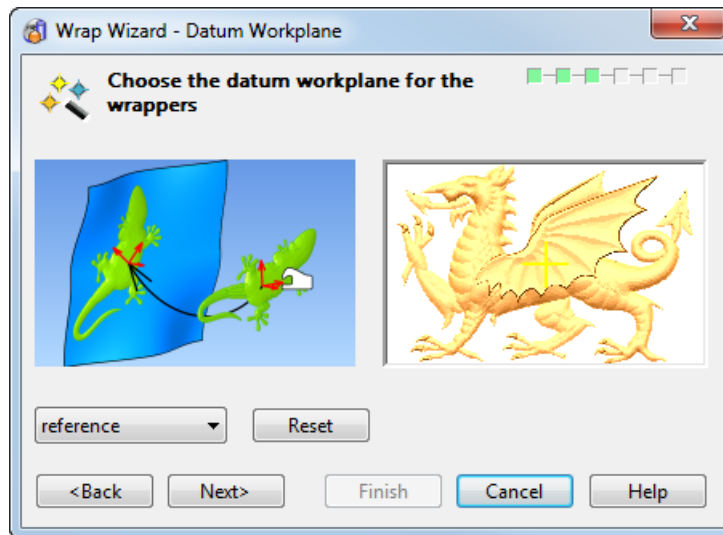 Wrap Wizard - Datum Workplane
Choose the datum workplane for the
wrappers
reference
Reset
<Back
Next>
Finish
Cancel
Help